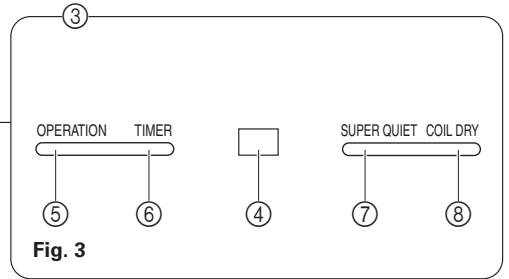 ③
OPERATION TIMER SUPER QUIET COIL DRY
⑤ ⑥ ④ ⑦ ⑧
Fig. 3